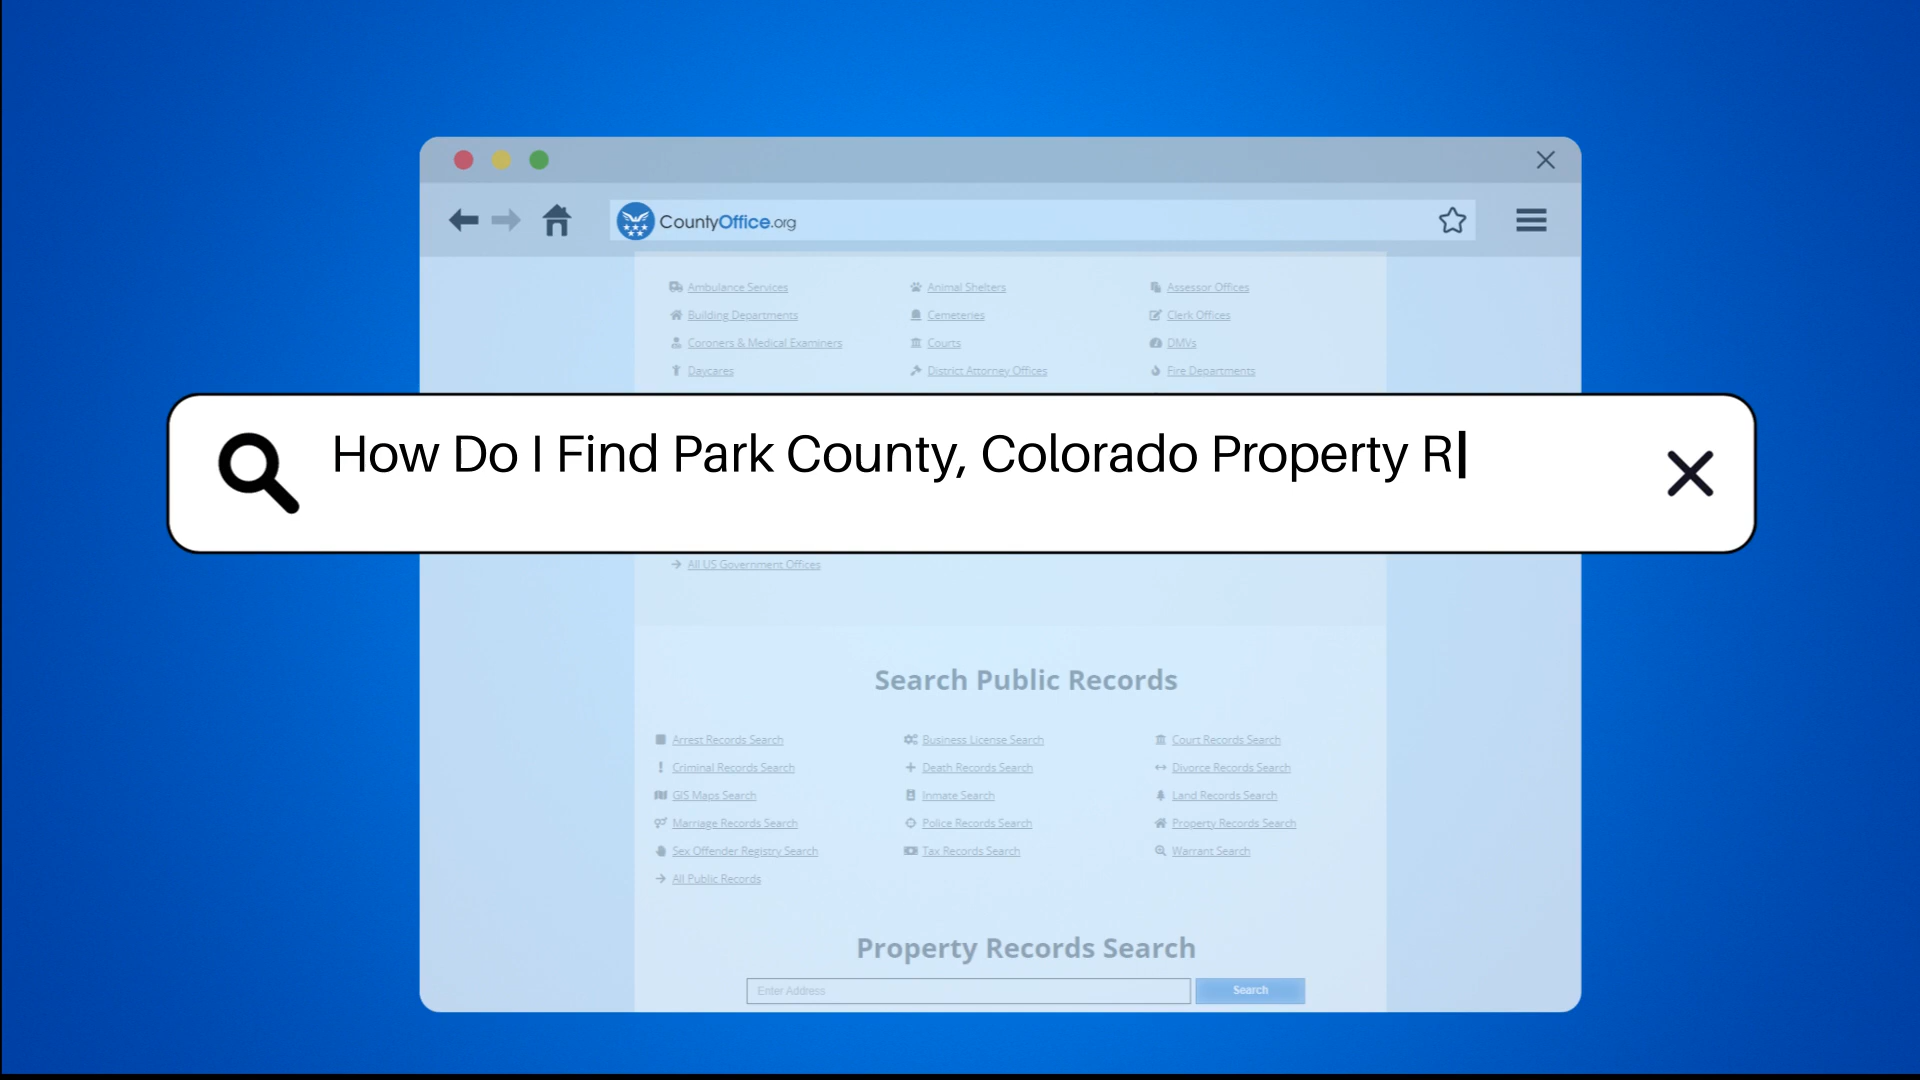 CountyOffice.org
Ambulance Services Animal Shelters Assessor Offices
Building Departments Cemeteries Clerk Offices
Coroners & Medical Examiners Courts DMVs
Daycares District Attorney Offices Fire Departments
How Do I Find Park County, Colorado Property R
All US Government Offices
Search Public Records
Arrest Records Search Business License Search Court Records Search
Criminal Records Search Death Records Search Divorce Records Search
GIS Maps Search Inmate Search Land Records Search
Marriage Records Search Police Records Search Property Records Search
Sex Offender Registry Search Tax Records Search Warrant Search
All Public Records
Property Records Search
Enter Address Search